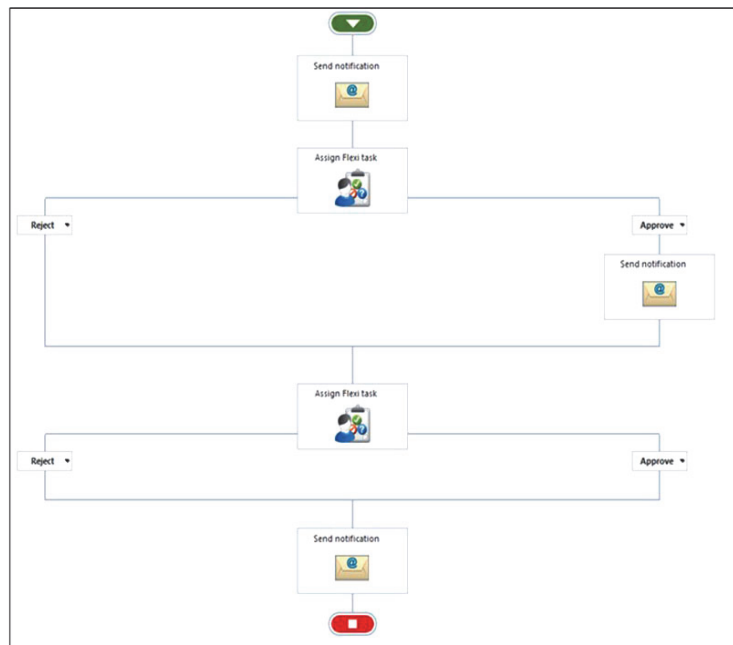 Send notification
Assign Flexi task
Reject
Approve
Send notification
Assign Flexi task
Reject
Approve
Send notification